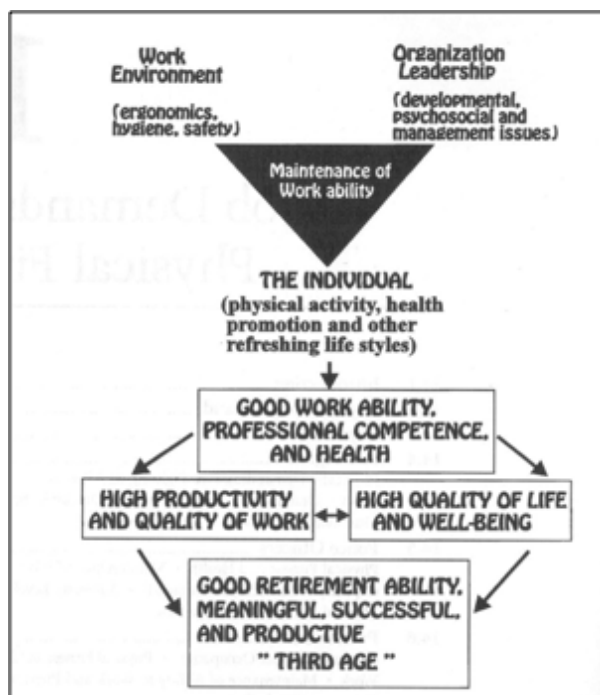 Work
Environment
(ergonomics,
hygiene, safety)
Organization
Leadership
(developmental,
psychosocial and
management issues)
Maintenance of
Work ability
THE INDIVIDUAL
(physical activity, health
promotion and other
refreshing life styles)
GOOD WORK ABILITY,
PROFESSIONAL COMPETENCE,
AND HEALTH
HIGH PRODUCTIVITY
AND QUALITY OF WORK
HIGH QUALITY OF LIFE
AND WELL-BEING
GOOD RETIREMENT ABILITY,
MEANINGFUL, SUCCESSFUL,
AND PRODUCTIVE
" THIRD AGE "